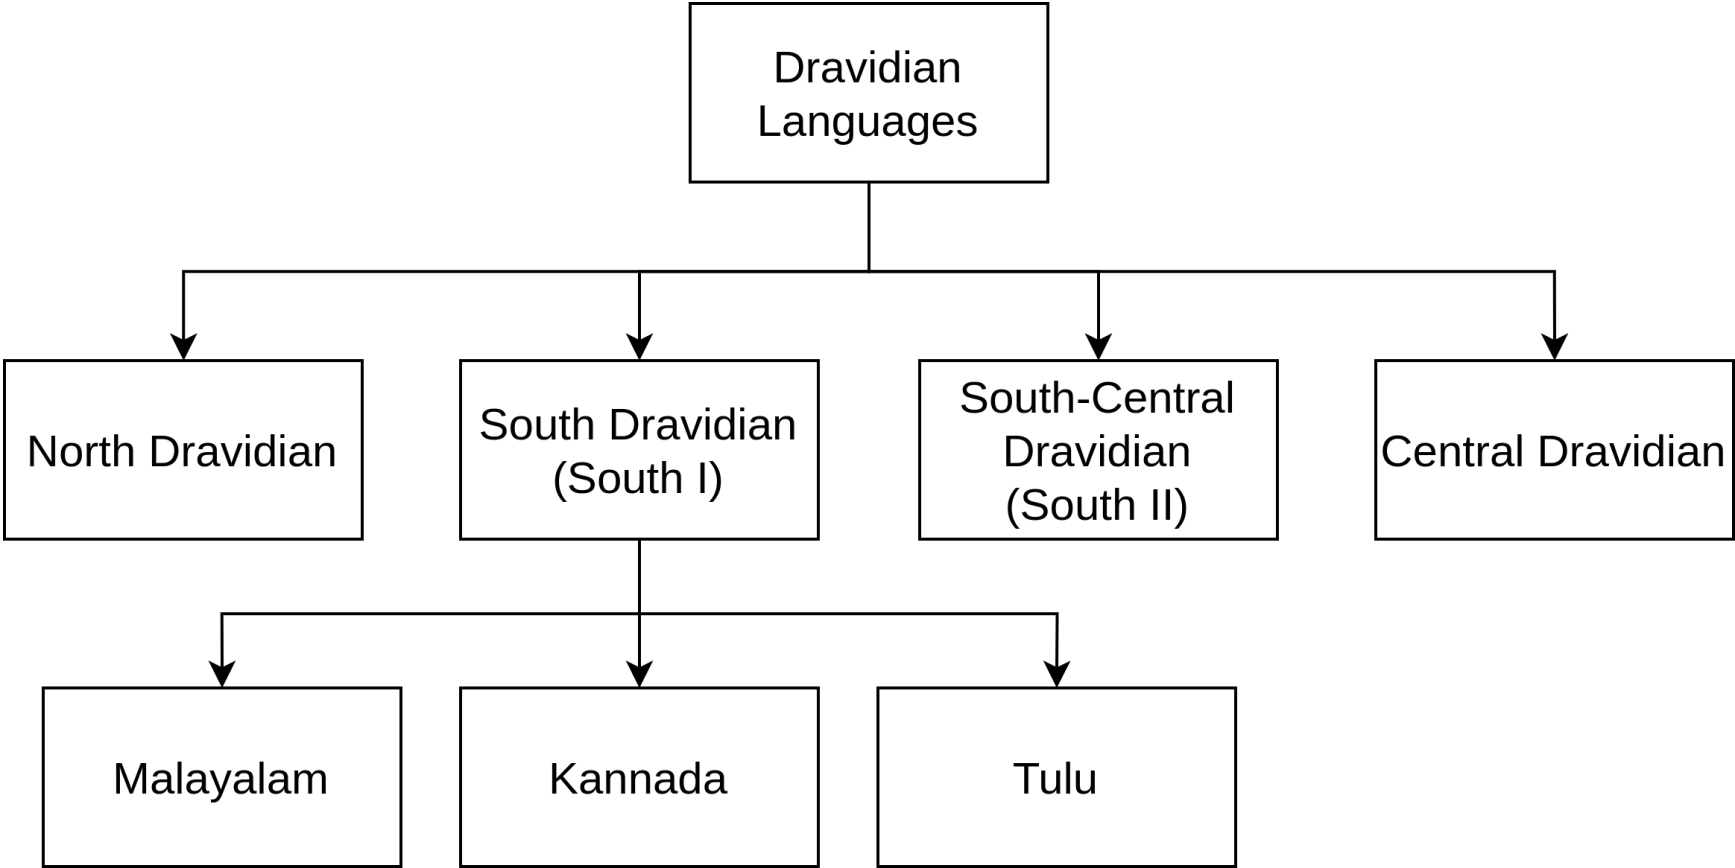 Dravidian
Languages
North Dravidian
South Dravidian
(South I)
South-Central
Dravidian
(South II)
Central Dravidian
Malayalam
Kannada
Tulu